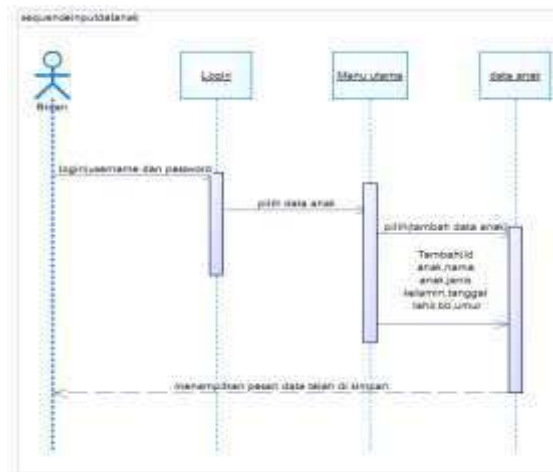 sequenceinputdatanak
Login
Menu utama
data anak
Bidan
login(username dan password)
pilih data anak
pilih(tambah data anak)
Tambah(id
anak,nama
anak,jenis
kelamin,tanggal
lahir,bb,umur
menampilkan pesan data telah di simpan